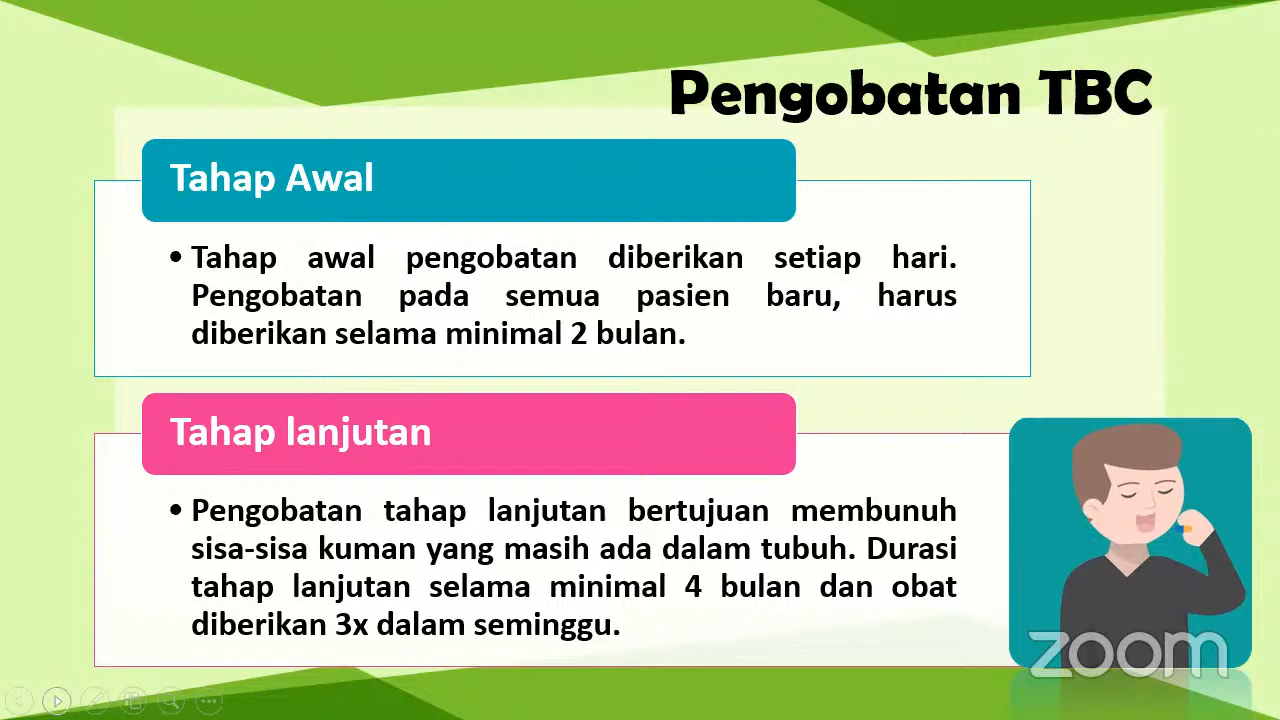 Pengobatan TBC
Tahap Awal
• Tahap awal pengobatan diberikan setiap hari.
Pengobatan pada semua pasien baru, harus
diberikan selama minimal 2 bulan.
Tahap lanjutan
• Pengobatan tahap lanjutan bertujuan membunuh
sisa-sisa kuman yang masih ada dalam tubuh. Durasi
tahap lanjutan selama minimal 4 bulan dan obat
diberikan 3x dalam seminggu.
zoom